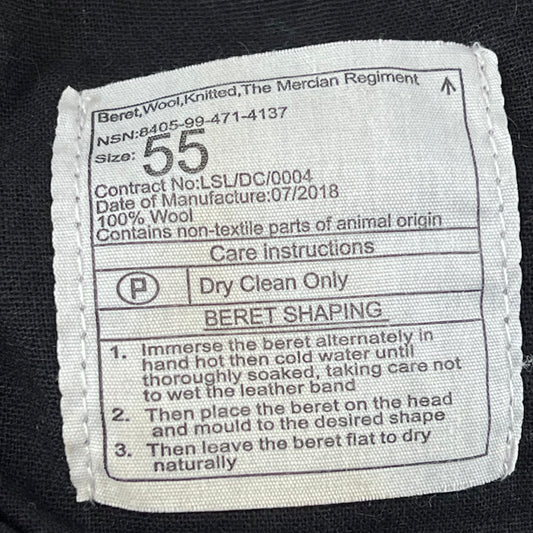 Beret,Wool,Knitted,The Mercian Regiment
NSN:8405-99-471-4137
Size: 55
Contract No:LSL/DC/0004
Date of Manufacture:07/2018
100% Wool
Contains non-textile parts of animal origin
Care instructions
P Dry Clean Only
BERET SHAPING
1. Immerse the beret alternately in
hand hot then cold water until
thoroughly soaked, taking care not
to wet the leather band
2. Then place the beret on the head
and mould to the desired shape
3. Then leave the beret flat to dry
naturally